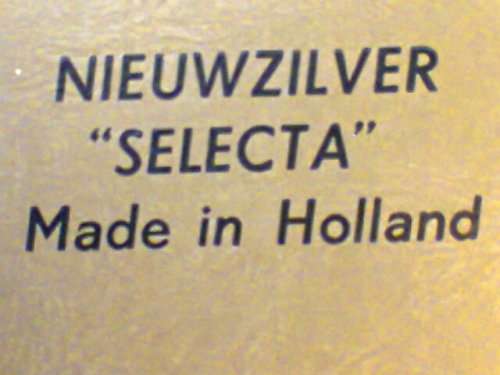 NIEUWZILVER
“SELECTA”
Made in Holland